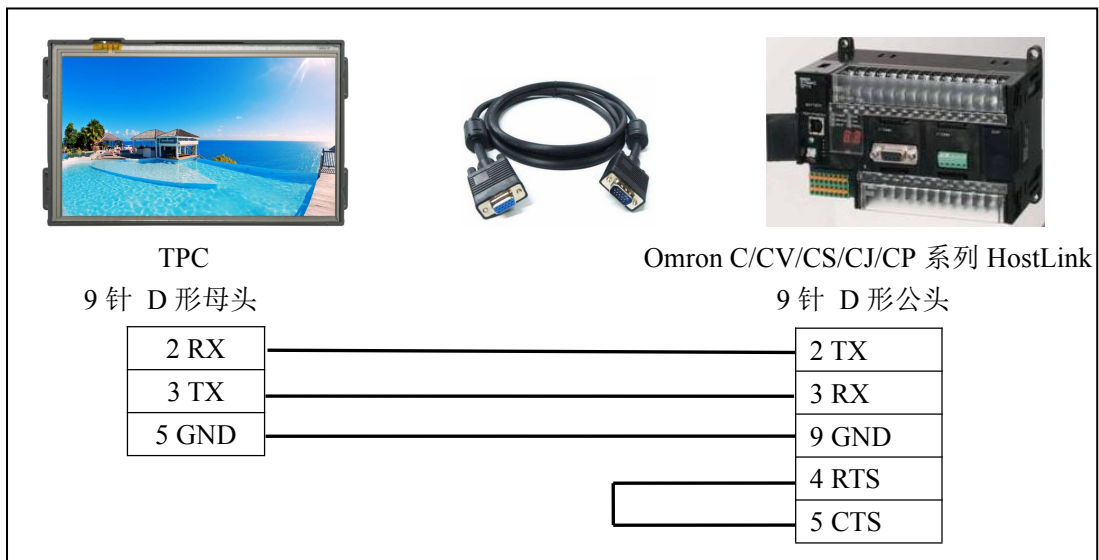 TPC
Omron C/CV/CS/CJ/CP 系列 HostLink
9 针 D 形母头
9 针 D 形公头
2 RX
2 TX
3 TX
3 RX
5 GND
9 GND
4 RTS
5 CTS